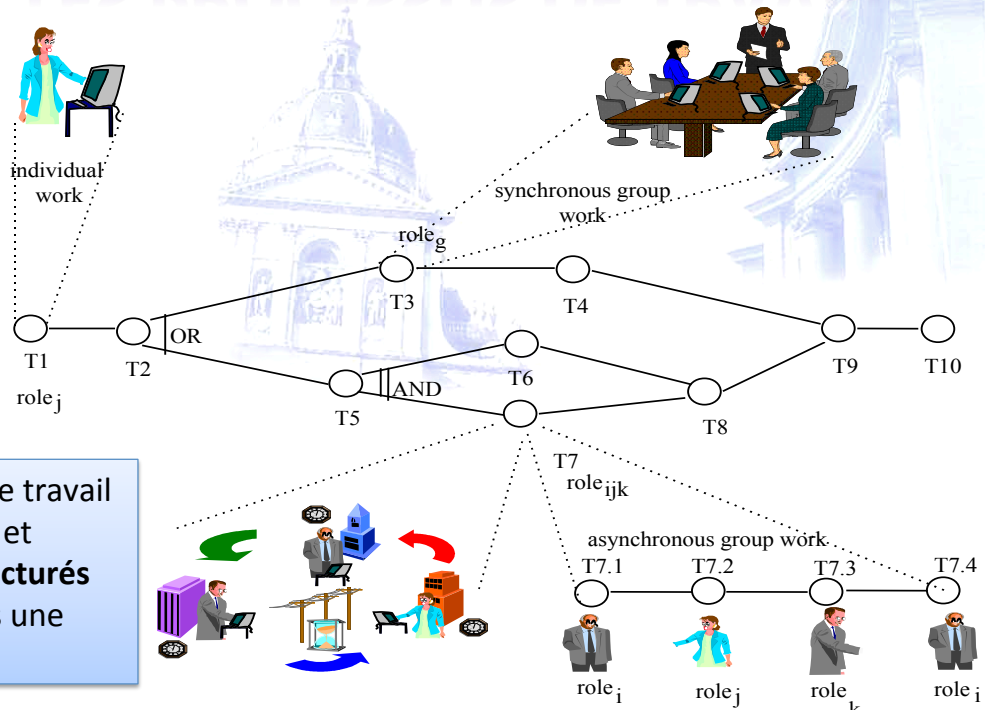 individual
work
synchronous group
work
role g
T3
T4
OR
T1
T2
T6
T9
T10
role j
AND
T5
T8
T7
role ijk
e travail
et
cturés
une
asynchronous group work
T7.1
T7.2
T7.3
T7.4
role i
role j
role k
role i